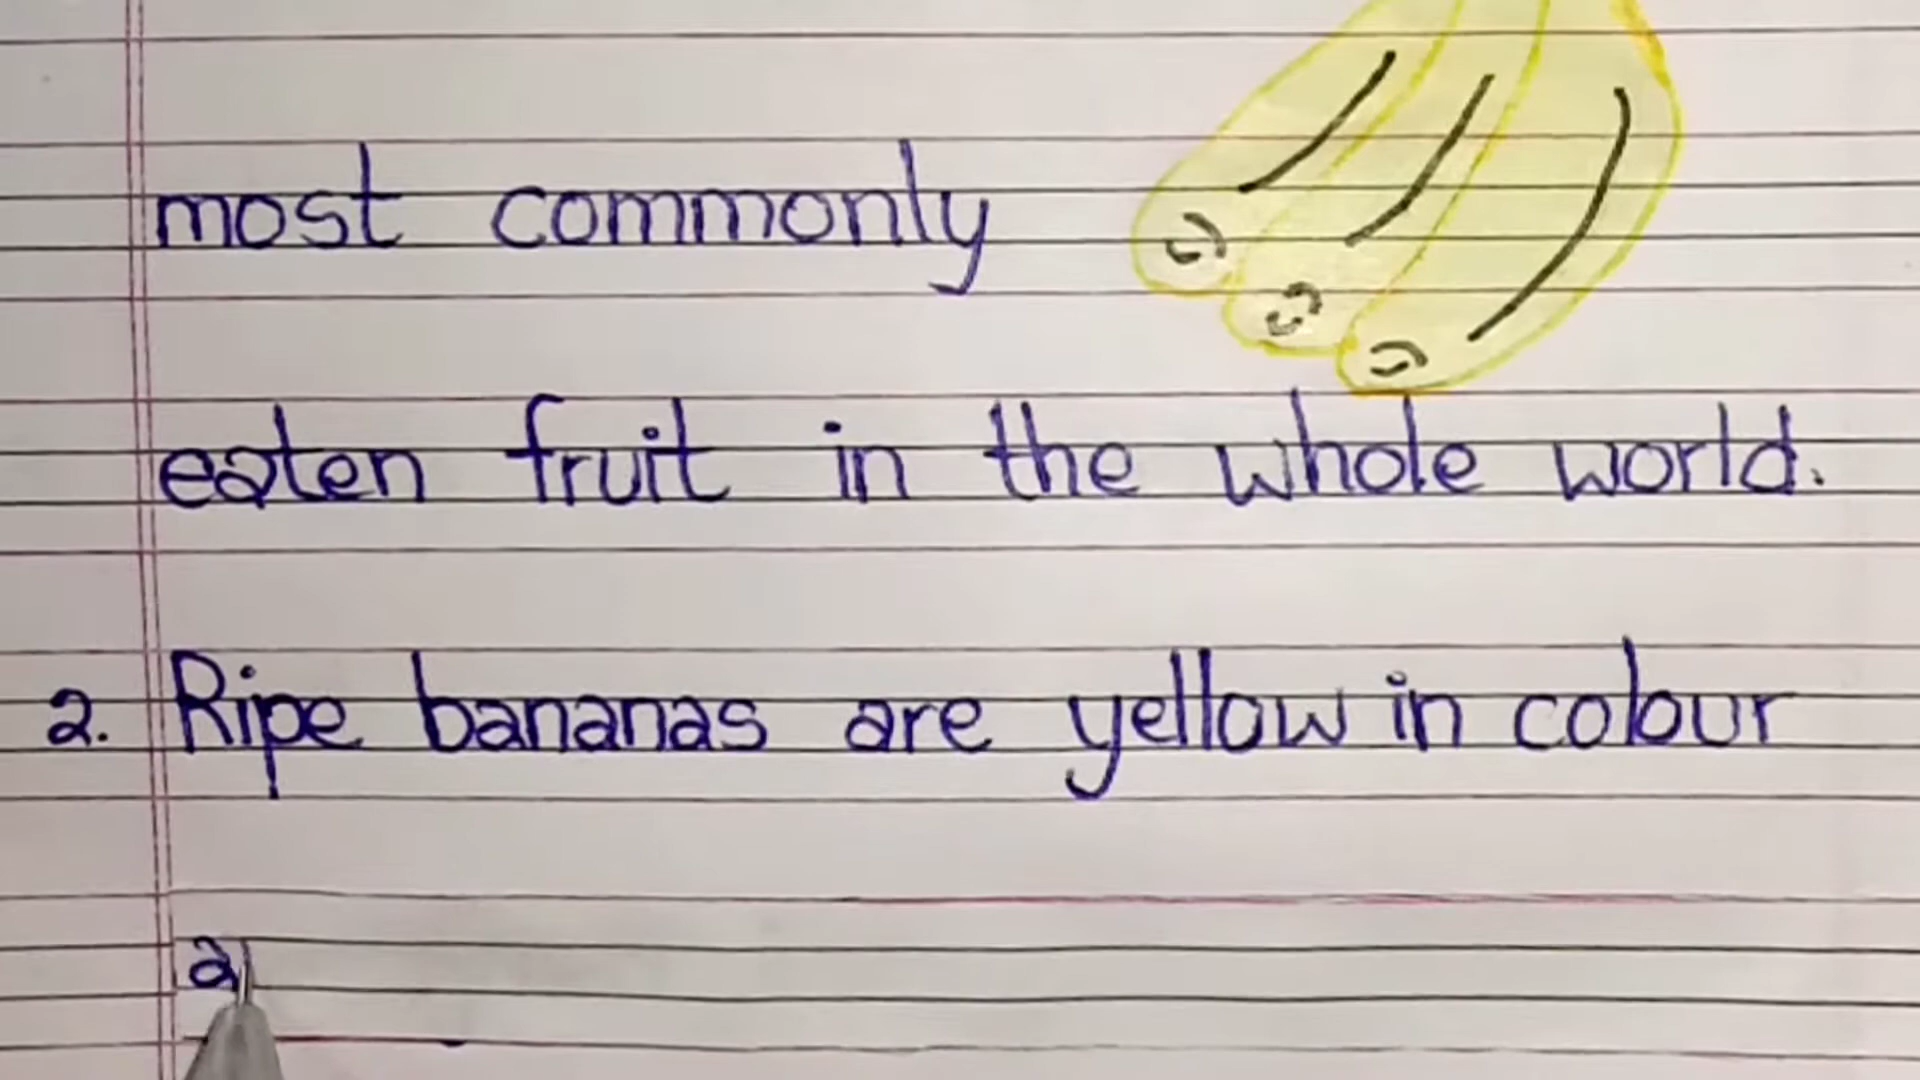 most commonly
eaten fruit in the whole world.
2. Ripe bananas are yellow in colour
a